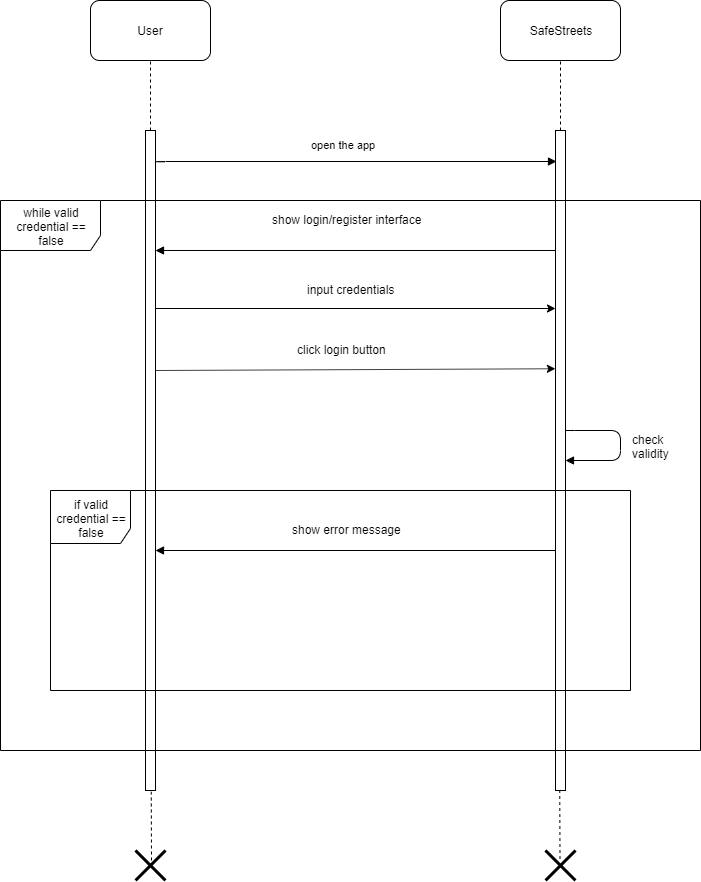 User
SafeStreets
open the app
while valid
credential ==
false
show login/register interface
input credentials
click login button
check
validity
if valid
credential ==
false
show error message